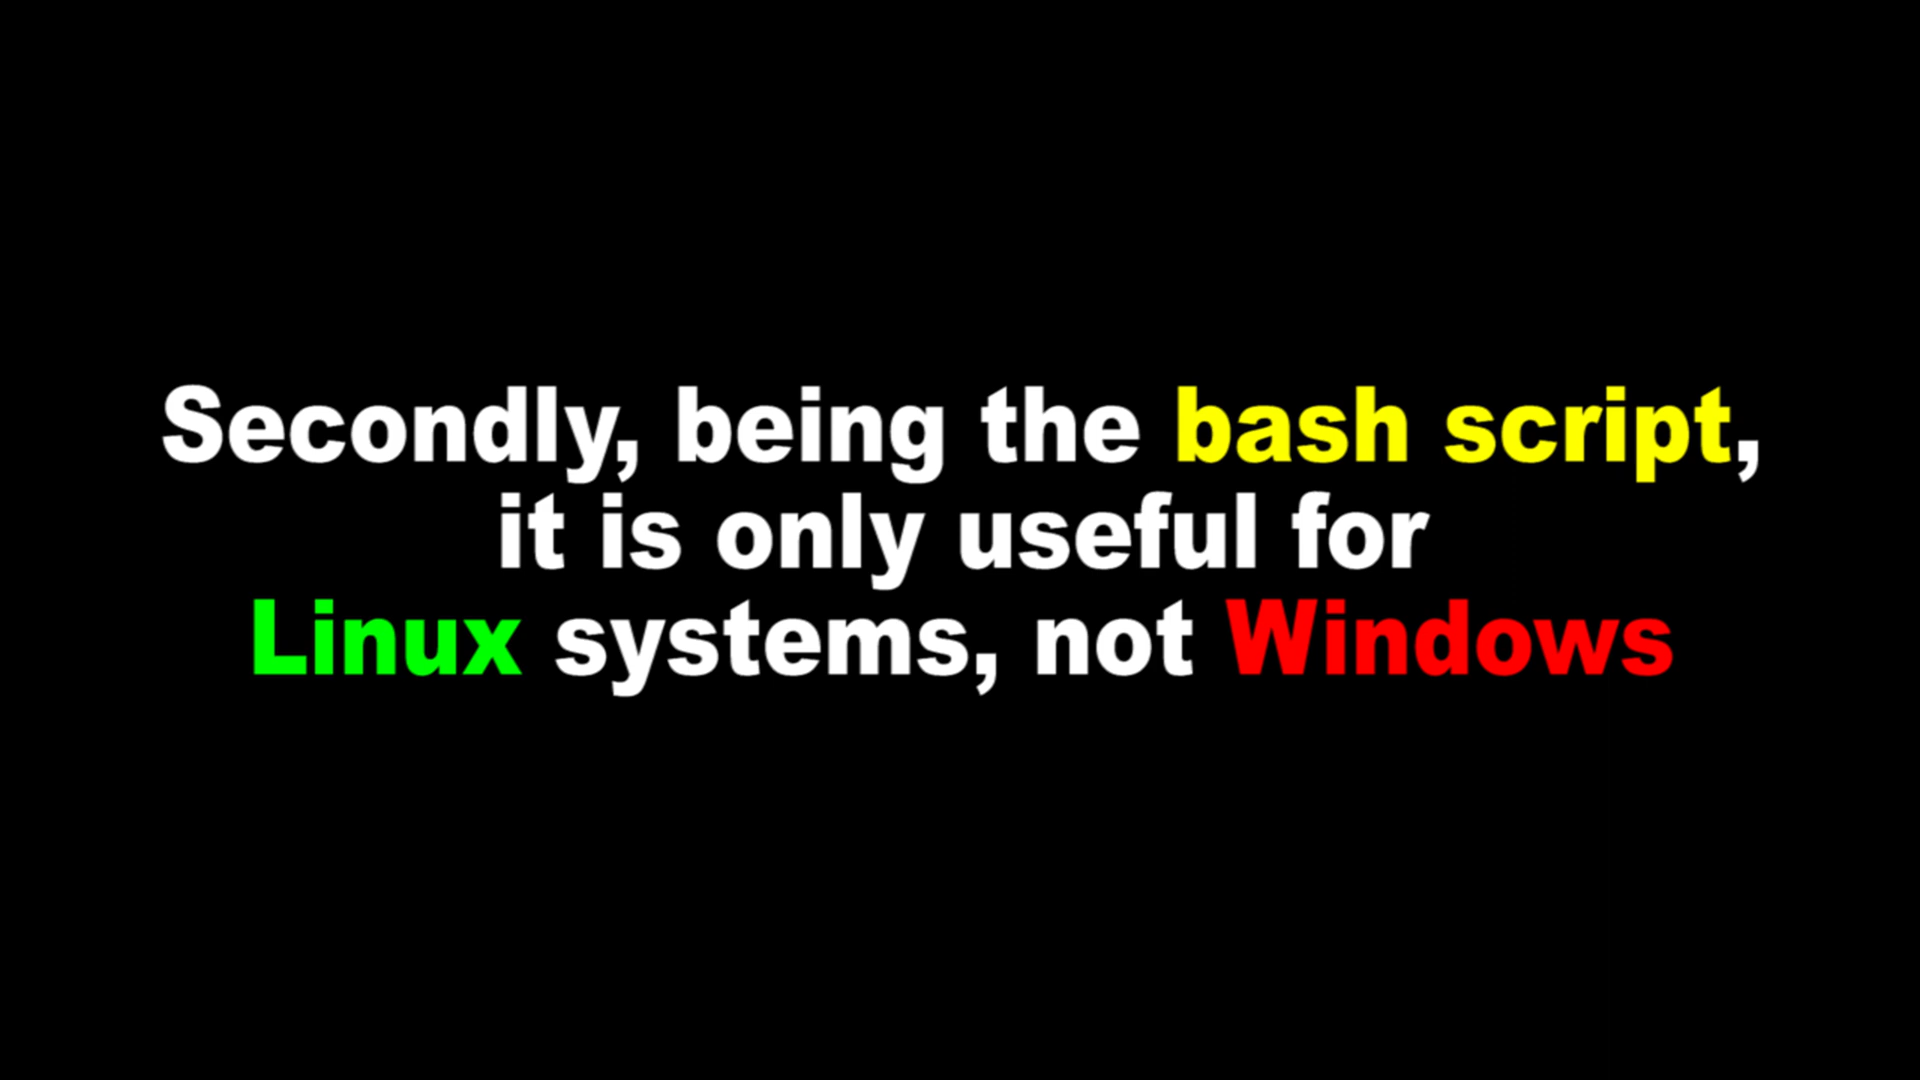 Secondly, being the bash script,
it is only useful for
Linux systems, not Windows